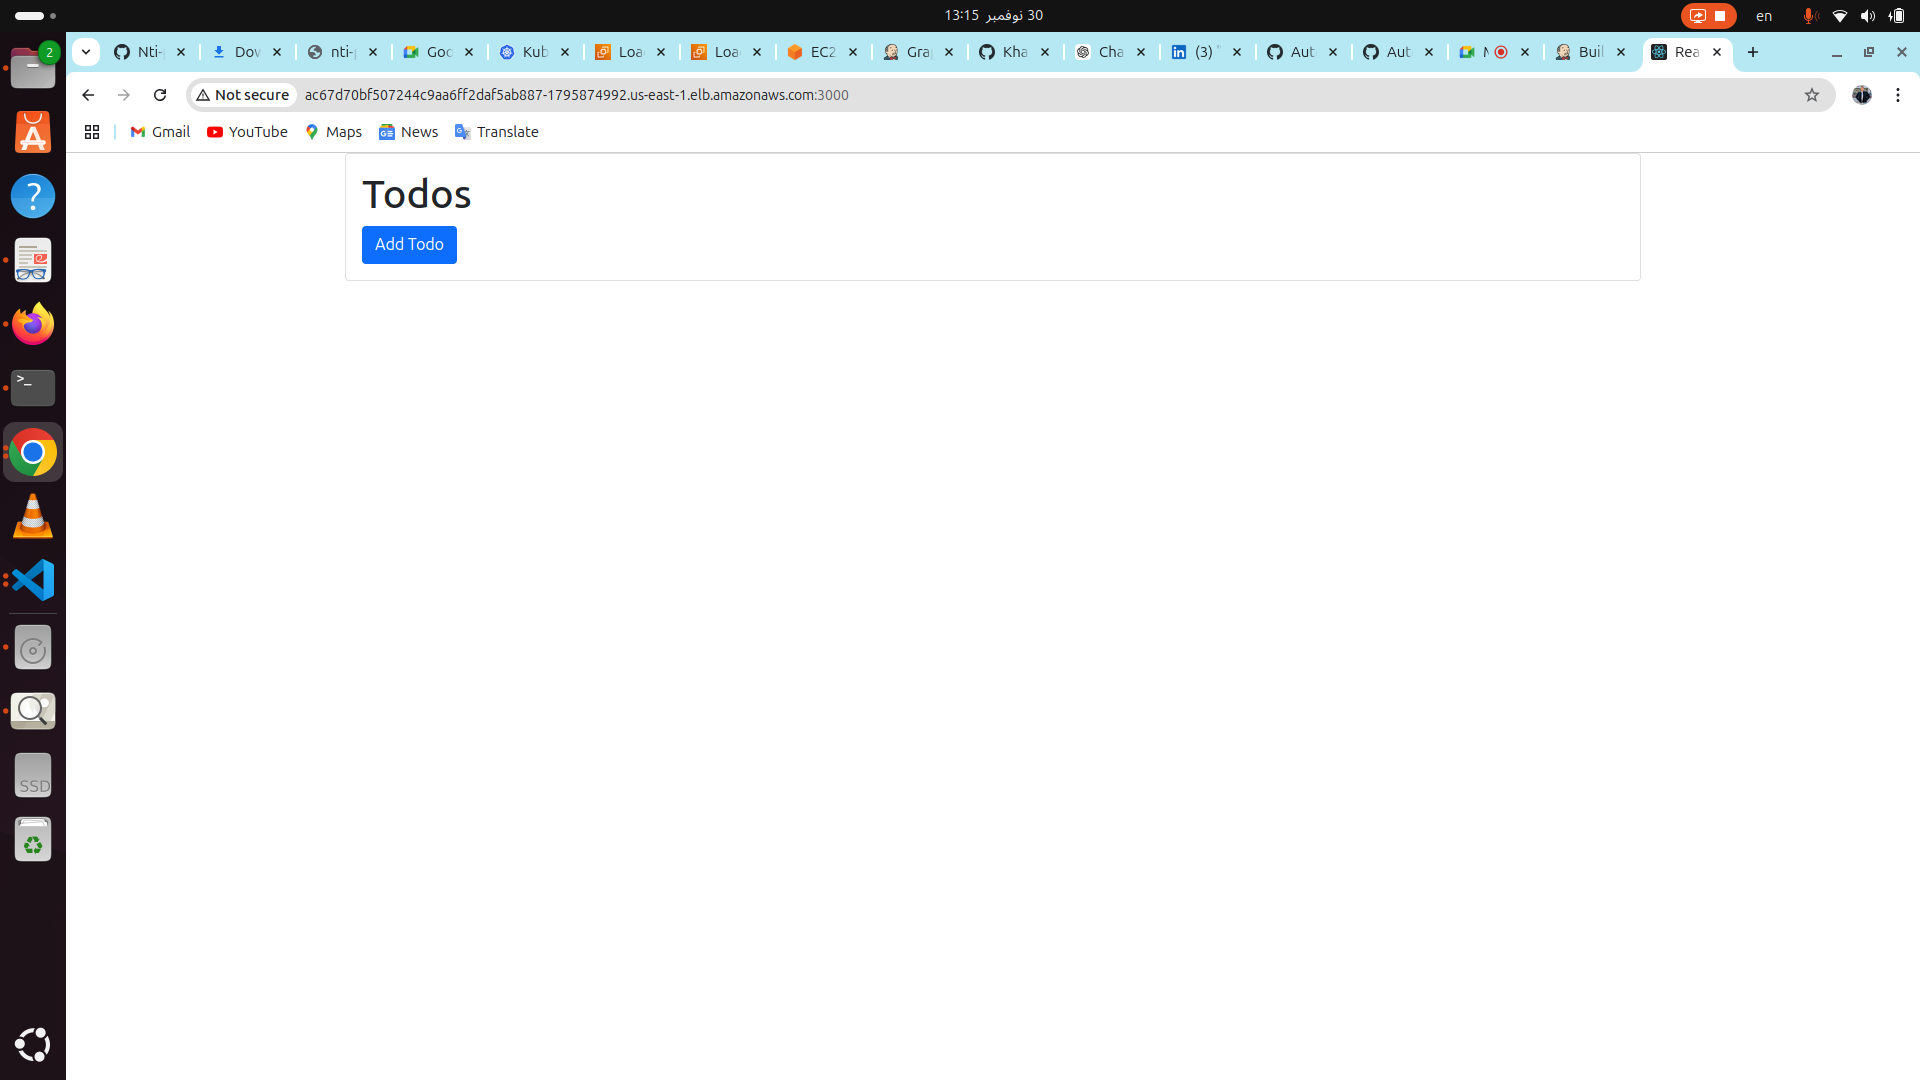 30 نوفمبر 13:15
en
2
Nti-
Dov
nti-
Goo
Kub
Loa
Loa
EC2
Gra
Kha
Cha
(3) "
Aut
Aut
M
Buil
Rea
Not secure
ac67d70bf507244c9aa6ff2daf5ab887-1795874992.us-east-1.elb.amazonaws.com:3000
Gmail
YouTube
Maps
News
Translate
Todos
Add Todo
SSD